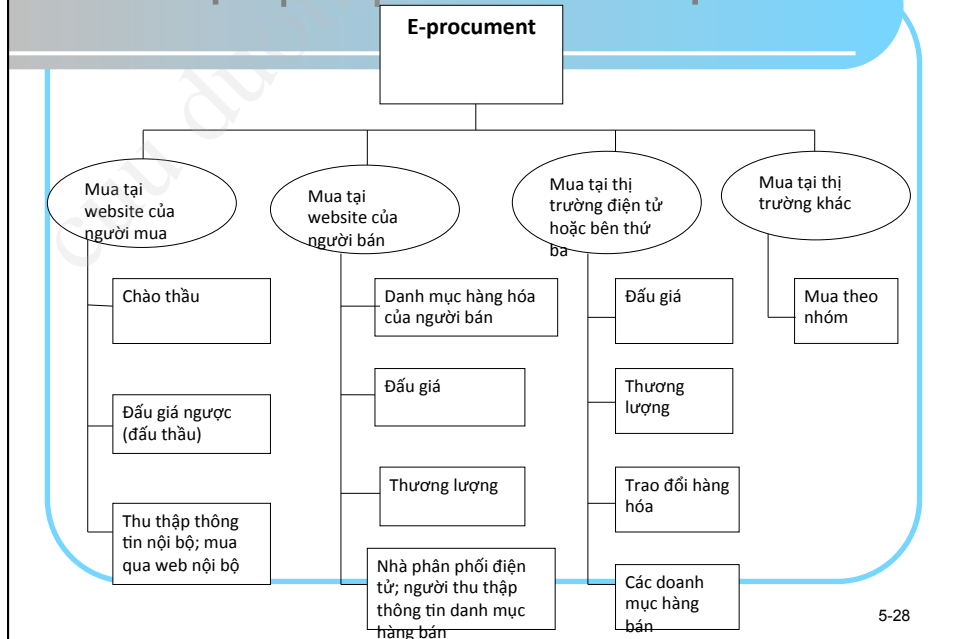 E-procument
Mua tại
website của
người mua
Mua tại
website của
người bán
Mua tại thị
trường điện tử
hoặc bên thứ
ba
Mua tại thị
trường khác
Chào thầu
Đấu giá ngược
(đấu thầu)
Thu thập thông
tin nội bộ; mua
qua web nội bộ
Danh mục hàng hóa
của người bán
Đấu giá
Thương lượng
Nhà phân phối điện
tử; người thu thập
thông tin danh mục
hàng bán
Đấu giá
Thương
lượng
Trao đổi hàng
hóa
Các doanh
mục hàng
bán
Mua theo
nhóm
5-28